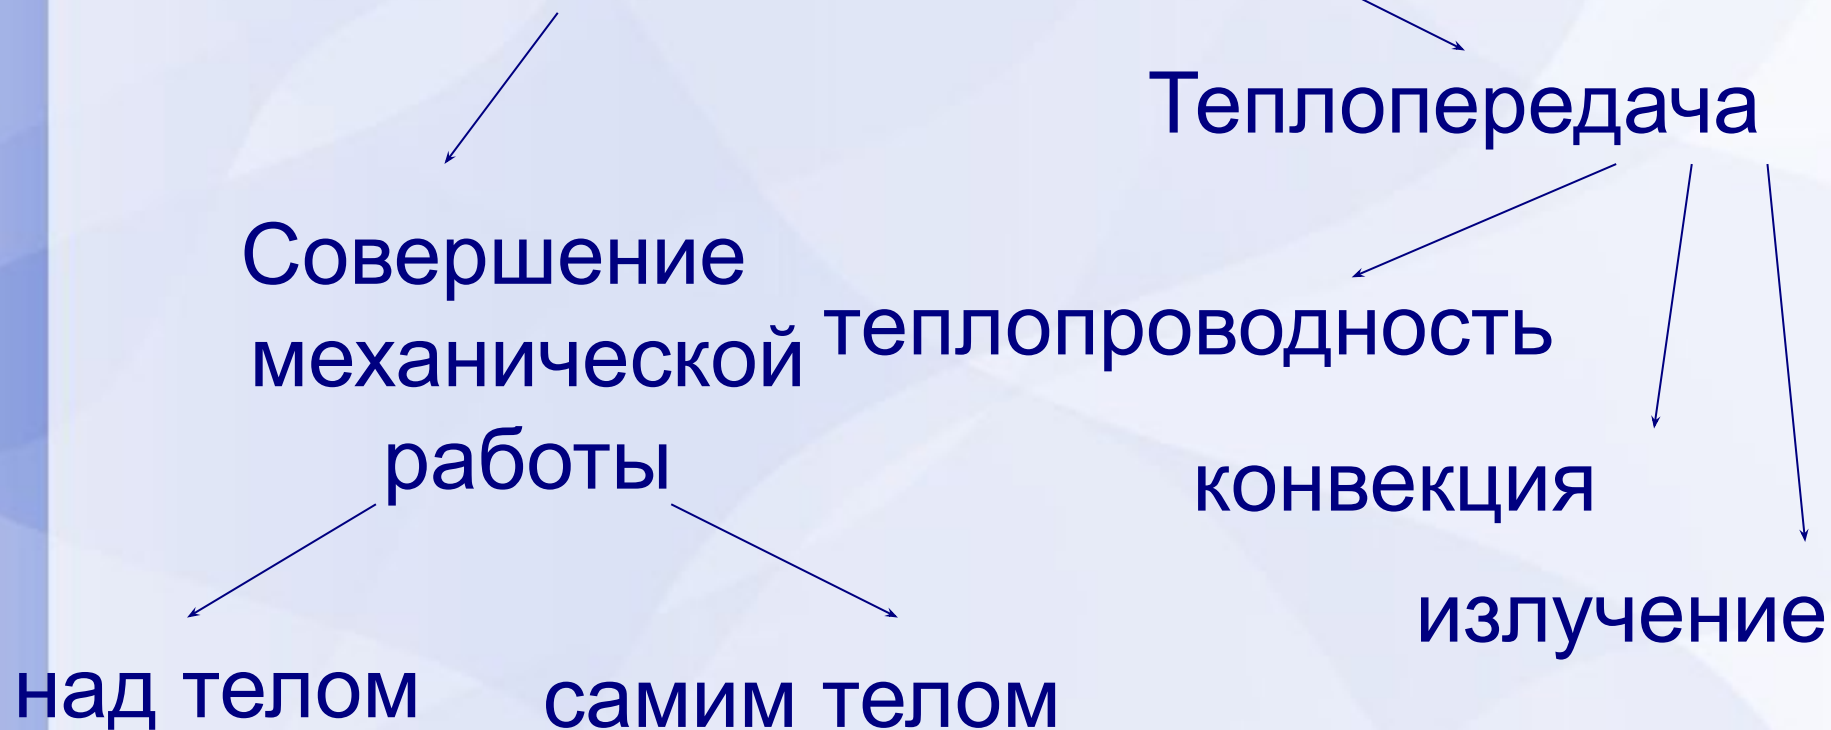 Теплопередача
Совершение
механической
работы
теплопроводность
конвекция
излучение
над телом
самим телом